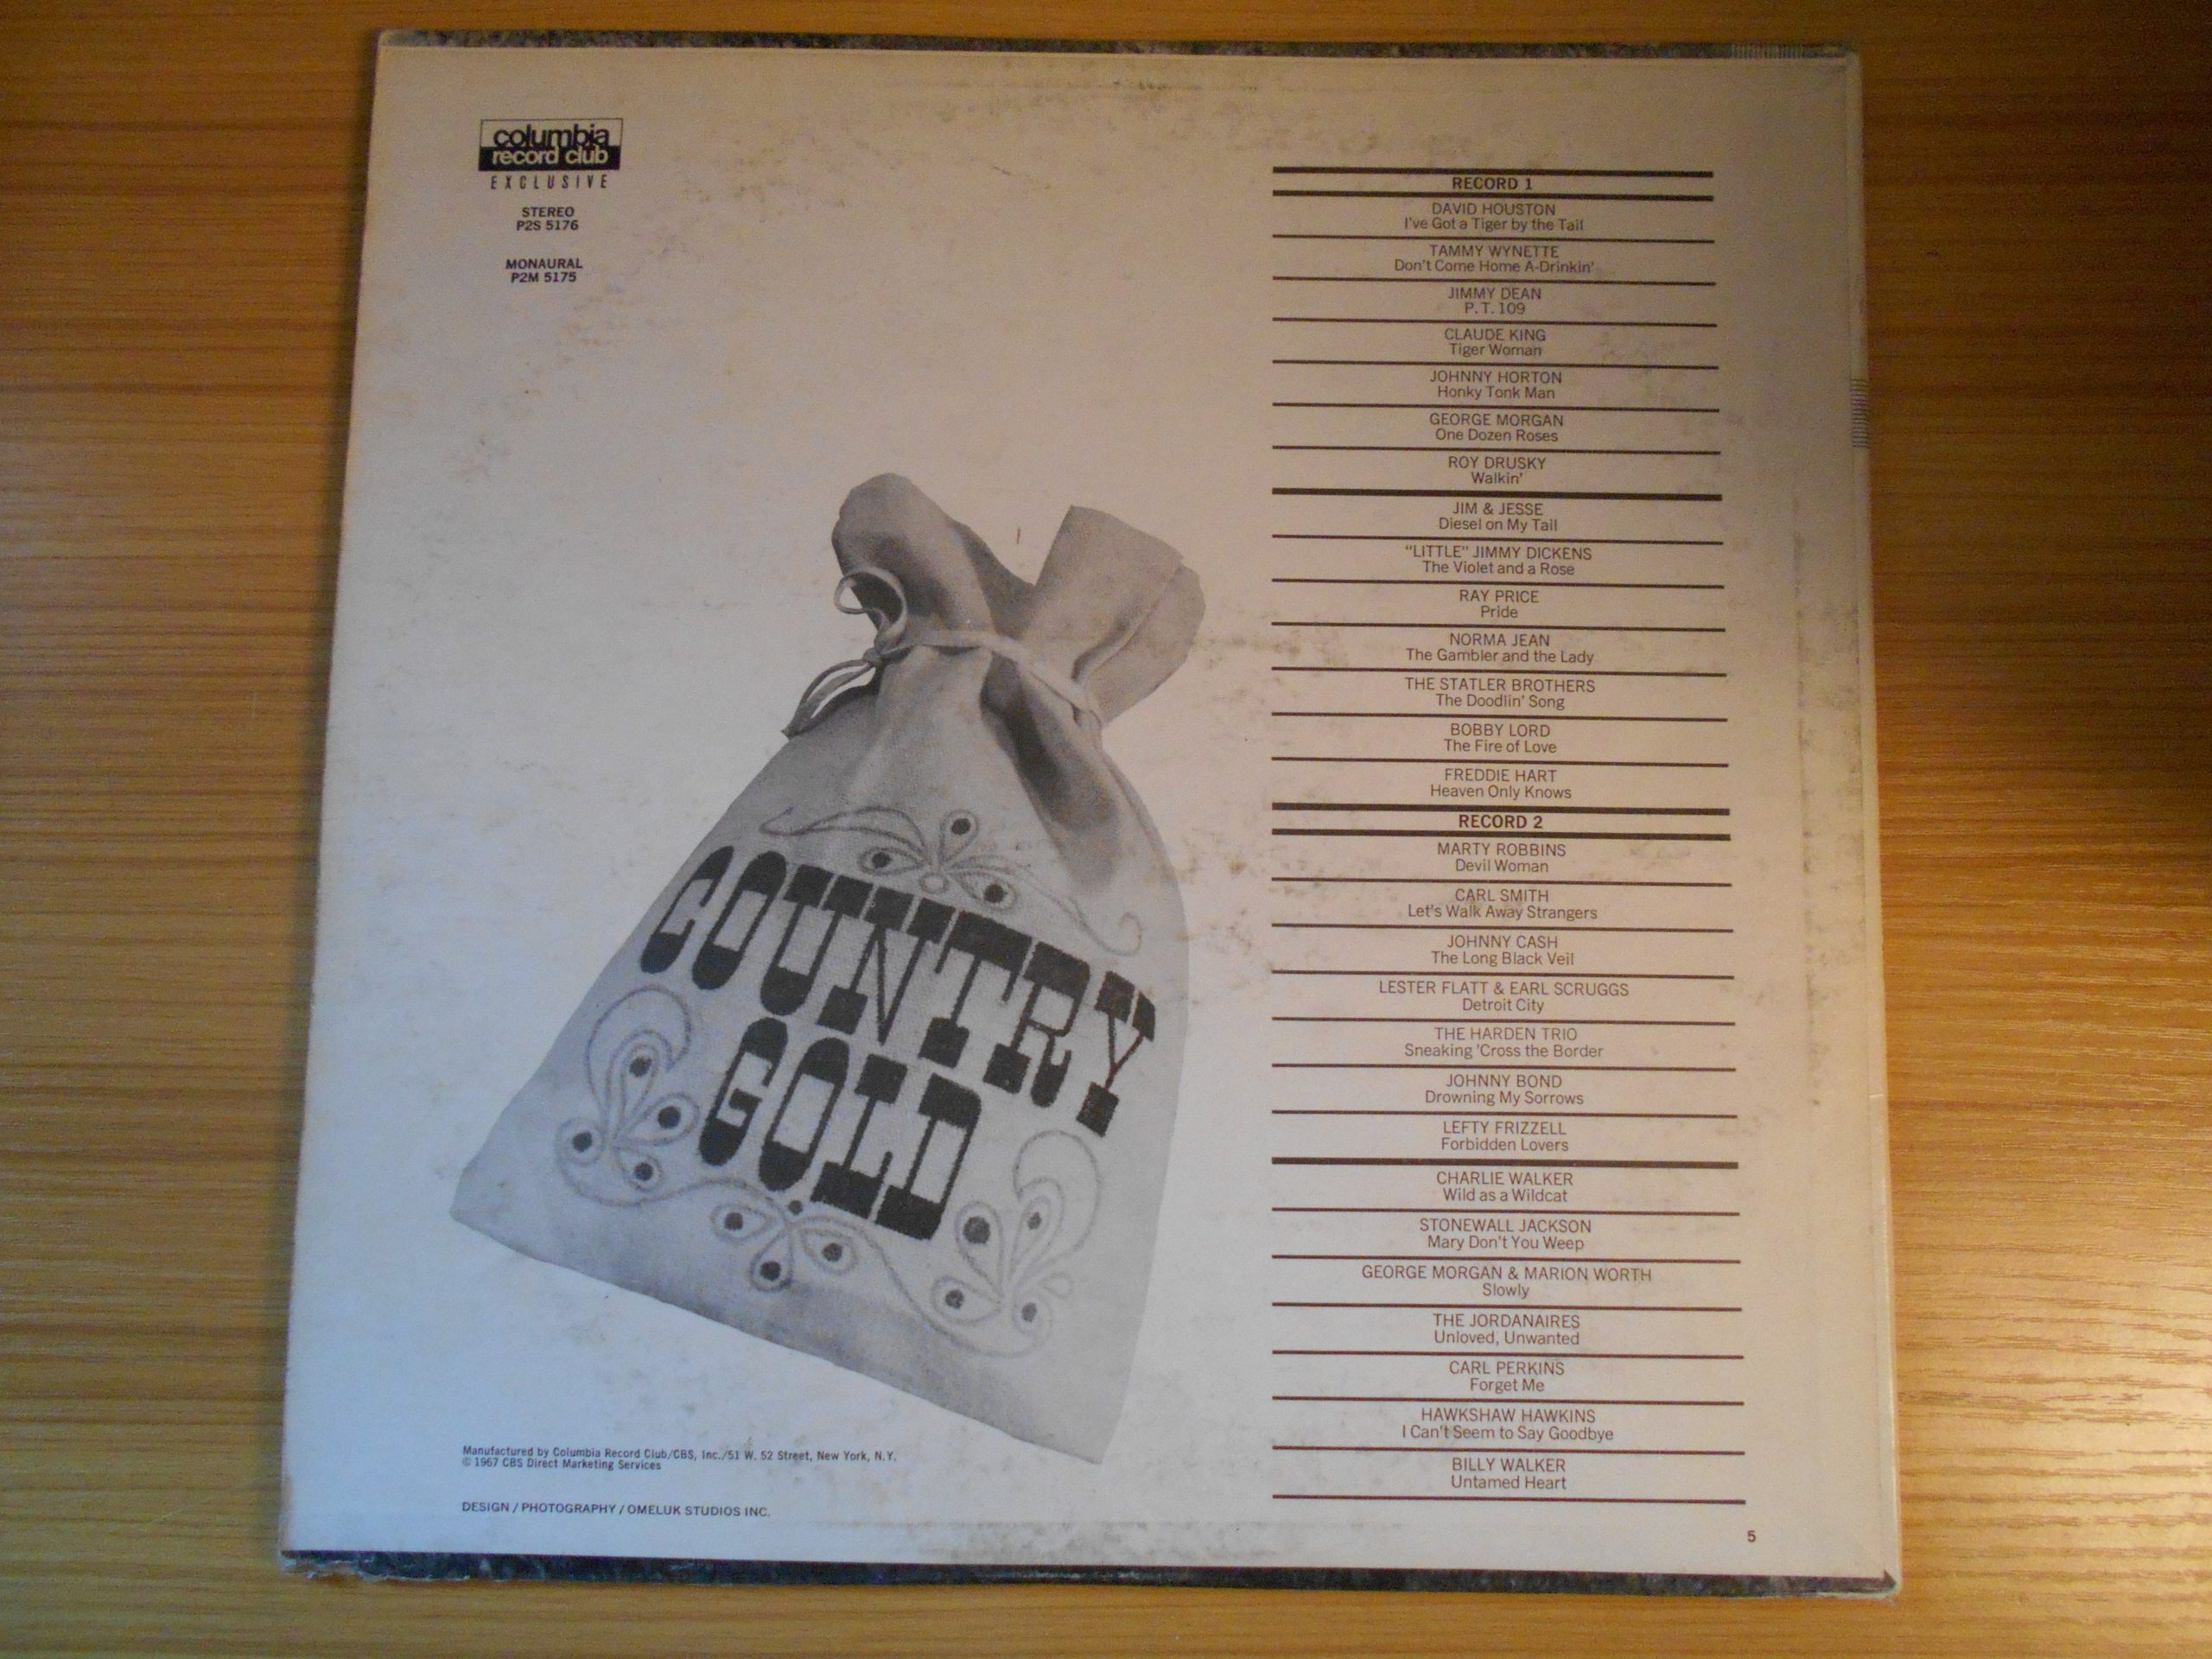 columbia
record club
EXCLUSIVE
STEREO
P2S 5176
MONAURAL
P2M 5175
COUNTRY
GOLD
Manufactured by Columbia Record Club/CBS, Inc./51 W. 52 Street, New York, N.Y.
© 1967 CBS Direct Marketing Services
DESIGN / PHOTOGRAPHY / OMELUK STUDIOS INC.
RECORD 1
DAVID HOUSTON
I've Got a Tiger by the Tail
TAMMY WYNETTE
Don't Come Home A-Drinkin'
JIMMY DEAN
P.T. 109
CLAUDE KING
Tiger Woman
JOHNNY HORTON
Honky Tonk Man
GEORGE MORGAN
One Dozen Roses
ROY DRUSKY
Walkin'
JIM & JESSE
Diesel on My Tail
"LITTLE" JIMMY DICKENS
The Violet and a Rose
RAY PRICE
Pride
NORMA JEAN
The Gambler and the Lady
THE STATLER BROTHERS
The Doodlin' Song
BOBBY LORD
The Fire of Love
FREDDIE HART
Heaven Only Knows
RECORD 2
MARTY ROBBINS
Devil Woman
CARL SMITH
Let's Walk Away Strangers
JOHNNY CASH
The Long Black Veil
LESTER FLATT & EARL SCRUGGS
Detroit City
THE HARDEN TRIO
Sneaking 'Cross the Border
JOHNNY BOND
Drowning My Sorrows
LEFTY FRIZZELL
Forbidden Lovers
CHARLIE WALKER
Wild as a Wildcat
STONEWALL JACKSON
Mary Don't You Weep
GEORGE MORGAN & MARION WORTH
Slowly
THE JORDANAIRES
Unloved, Unwanted
CARL PERKINS
Forget Me
HAWKSHAW HAWKINS
I Can't Seem to Say Goodbye
BILLY WALKER
Untamed Heart
5